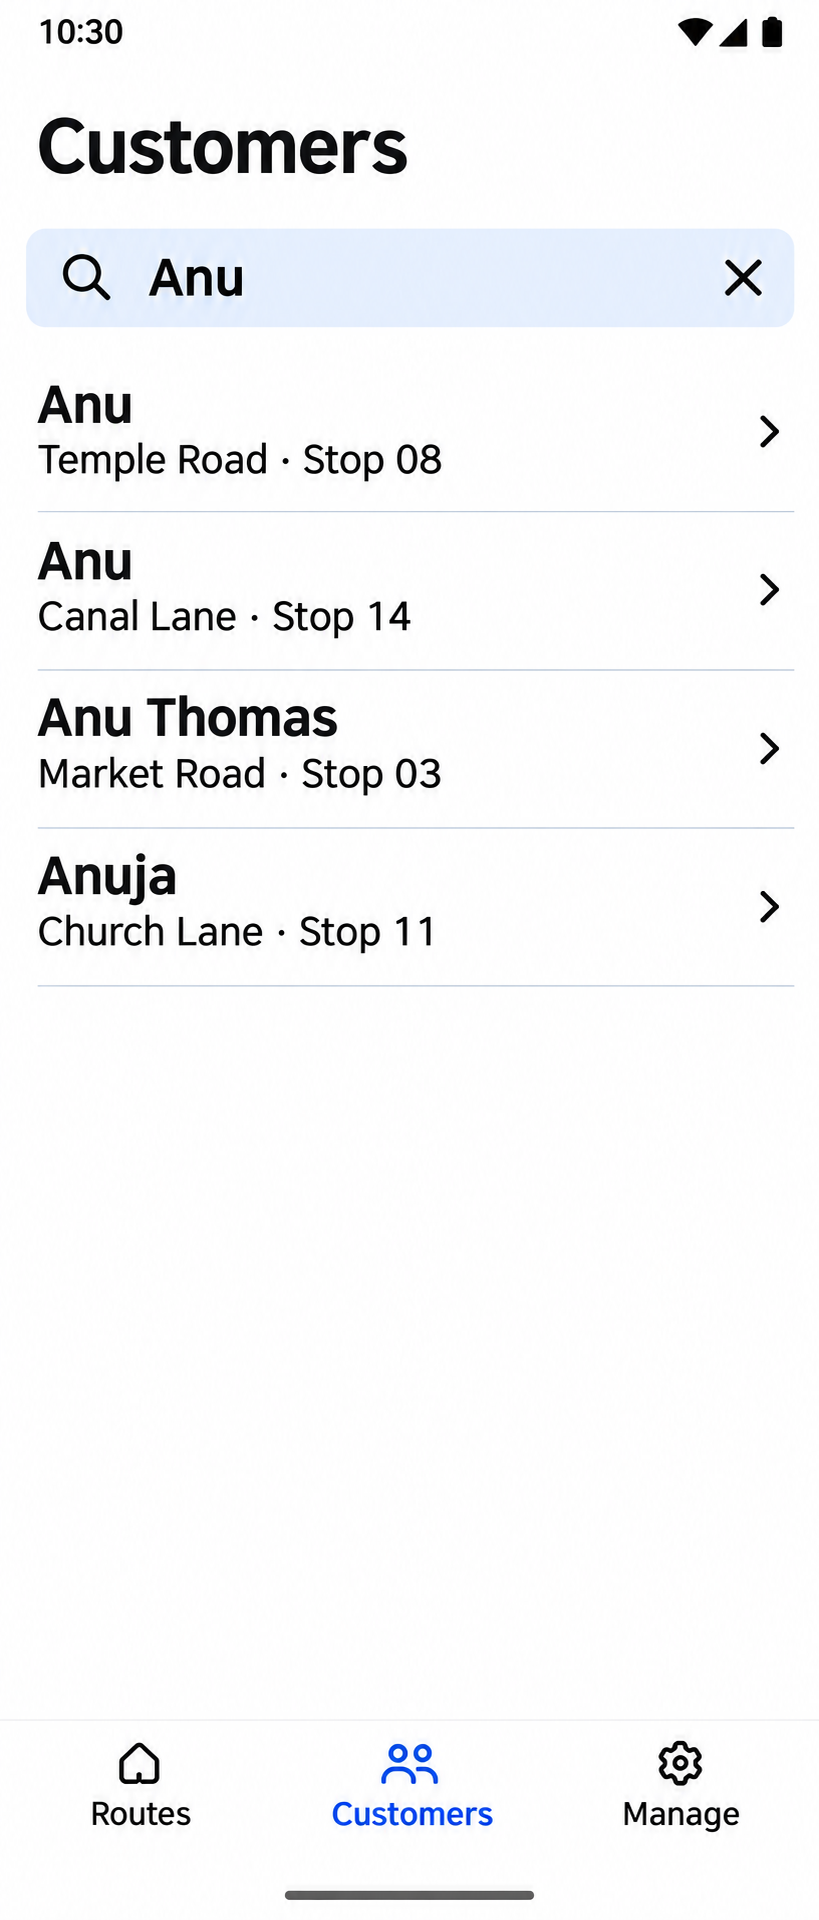 10:30
Customers
Anu
Anu
Temple Road · Stop 08
Anu
Canal Lane · Stop 14
Anu Thomas
Market Road · Stop 03
Anuja
Church Lane · Stop 11
Routes
Customers
Manage